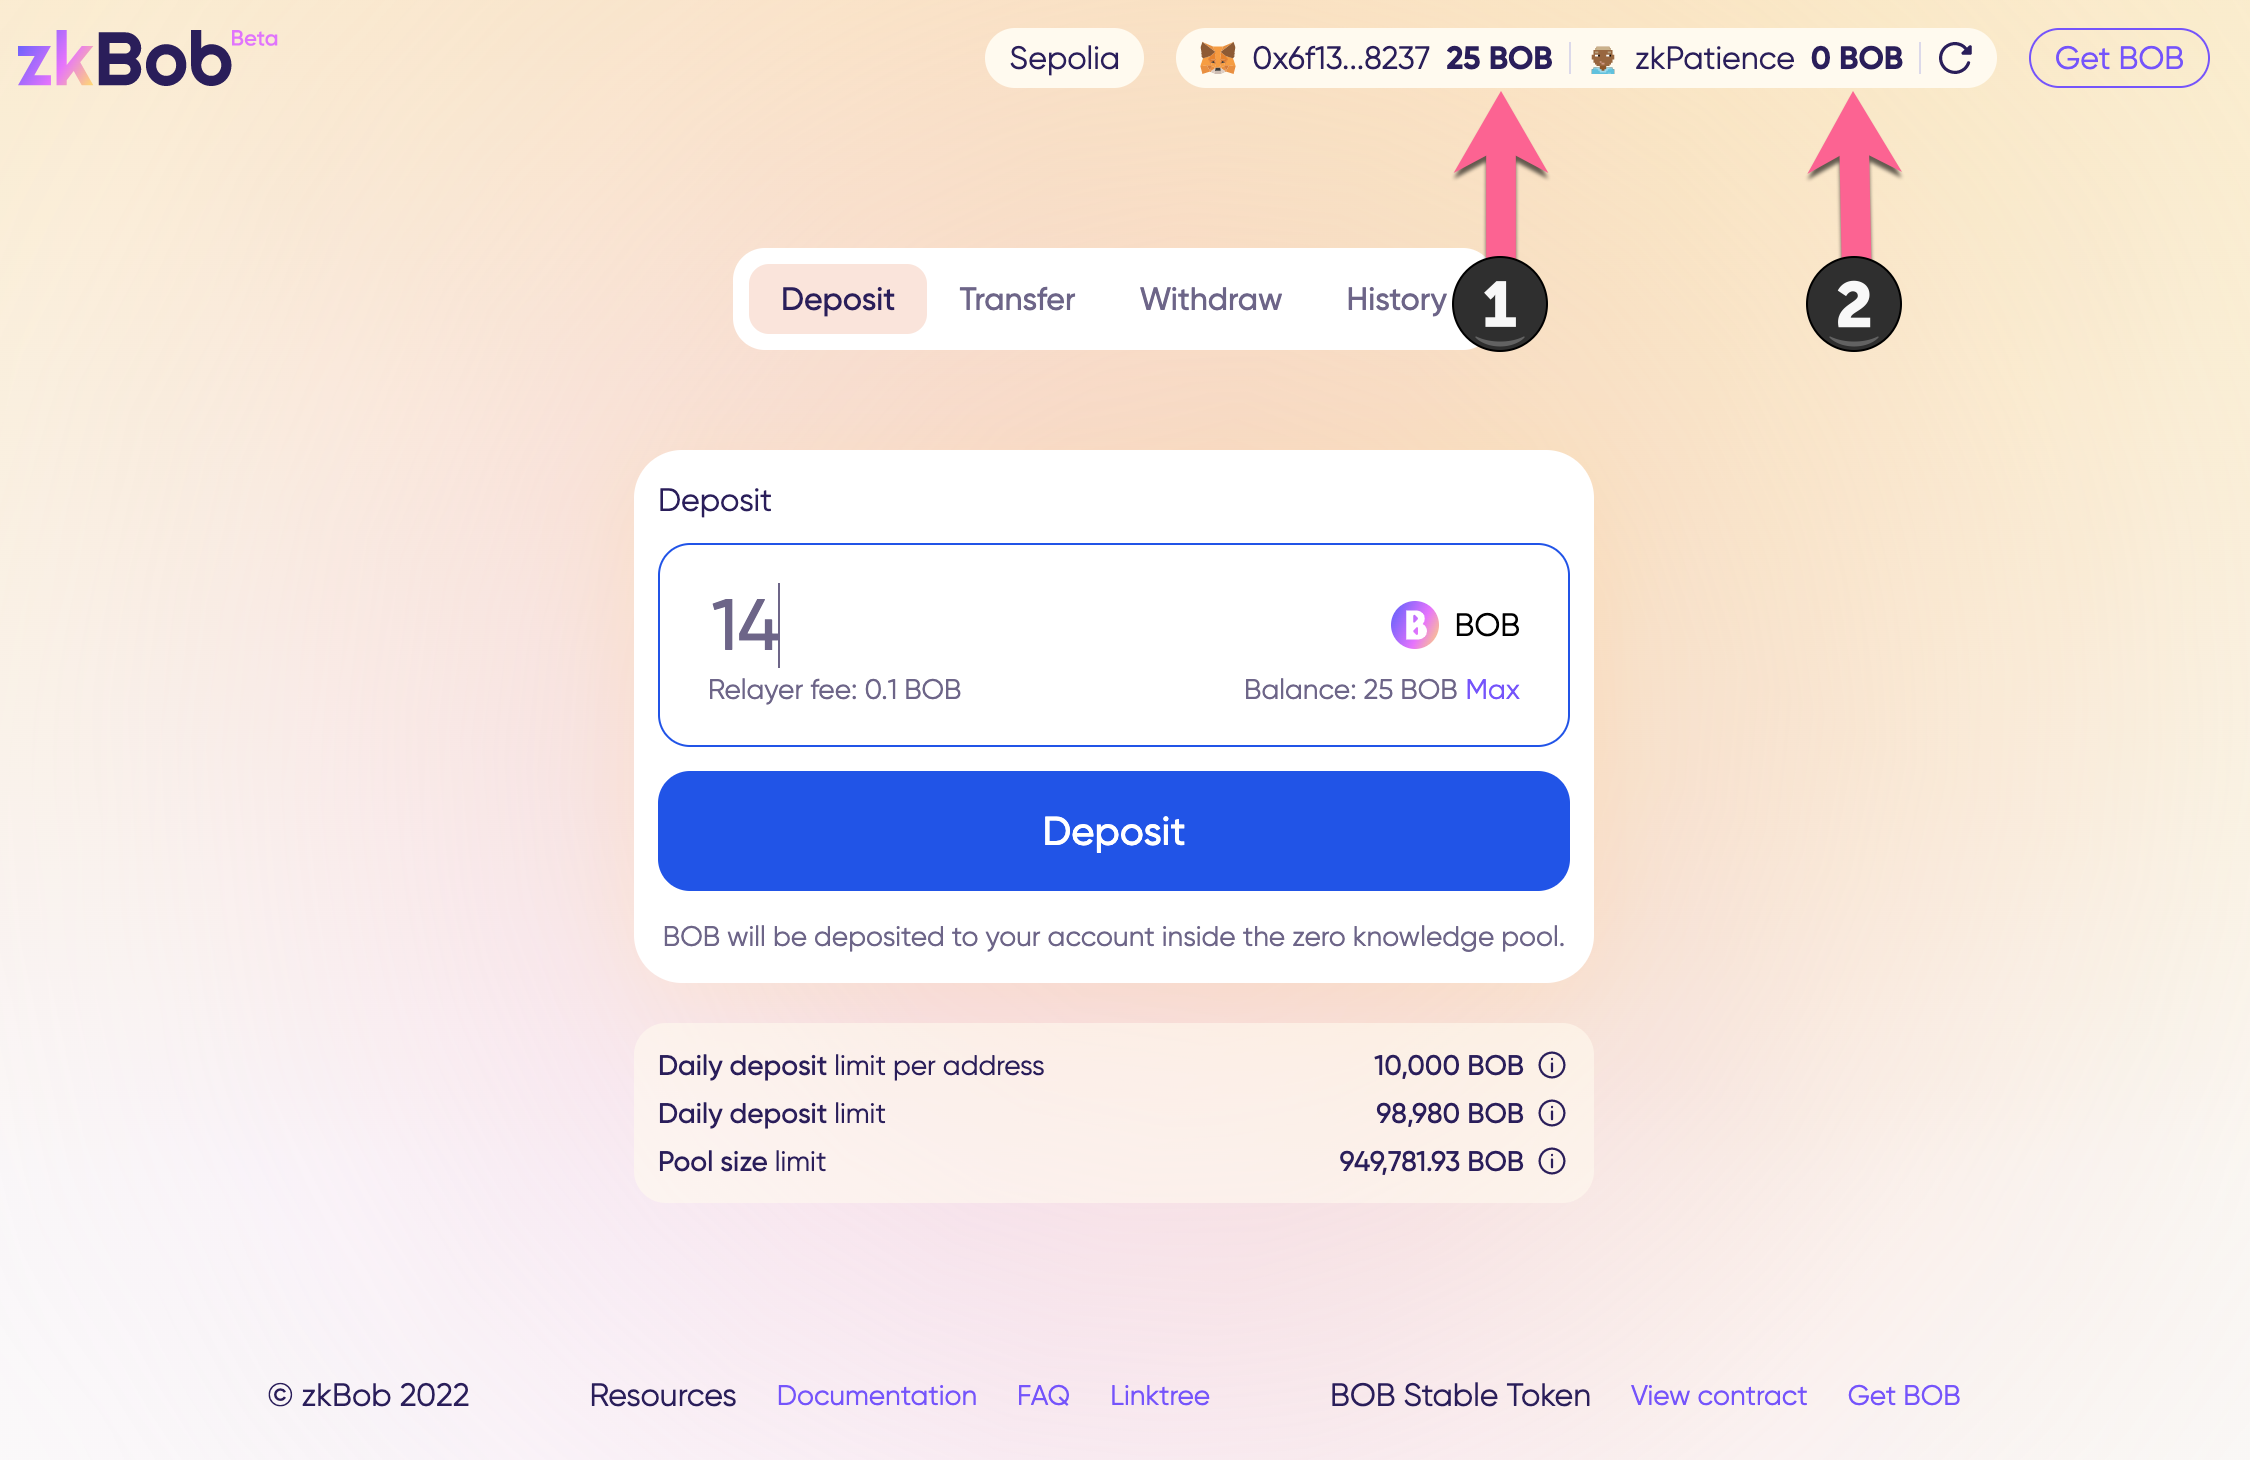 zkBob Beta
Sepolia
0x6f13...8237 25 BOB
zkPatience 0 BOB
Get BOB
Deposit Transfer Withdraw History
1
2
Deposit
14
BOB
Relayer fee: 0.1 BOB
Balance: 25 BOB Max
Deposit
BOB will be deposited to your account inside the zero knowledge pool.
Daily deposit limit per address 10,000 BOB
Daily deposit limit 98,980 BOB
Pool size limit 949,781.93 BOB
© zkBob 2022 Resources Documentation FAQ Linktree BOB Stable Token View contract Get BOB